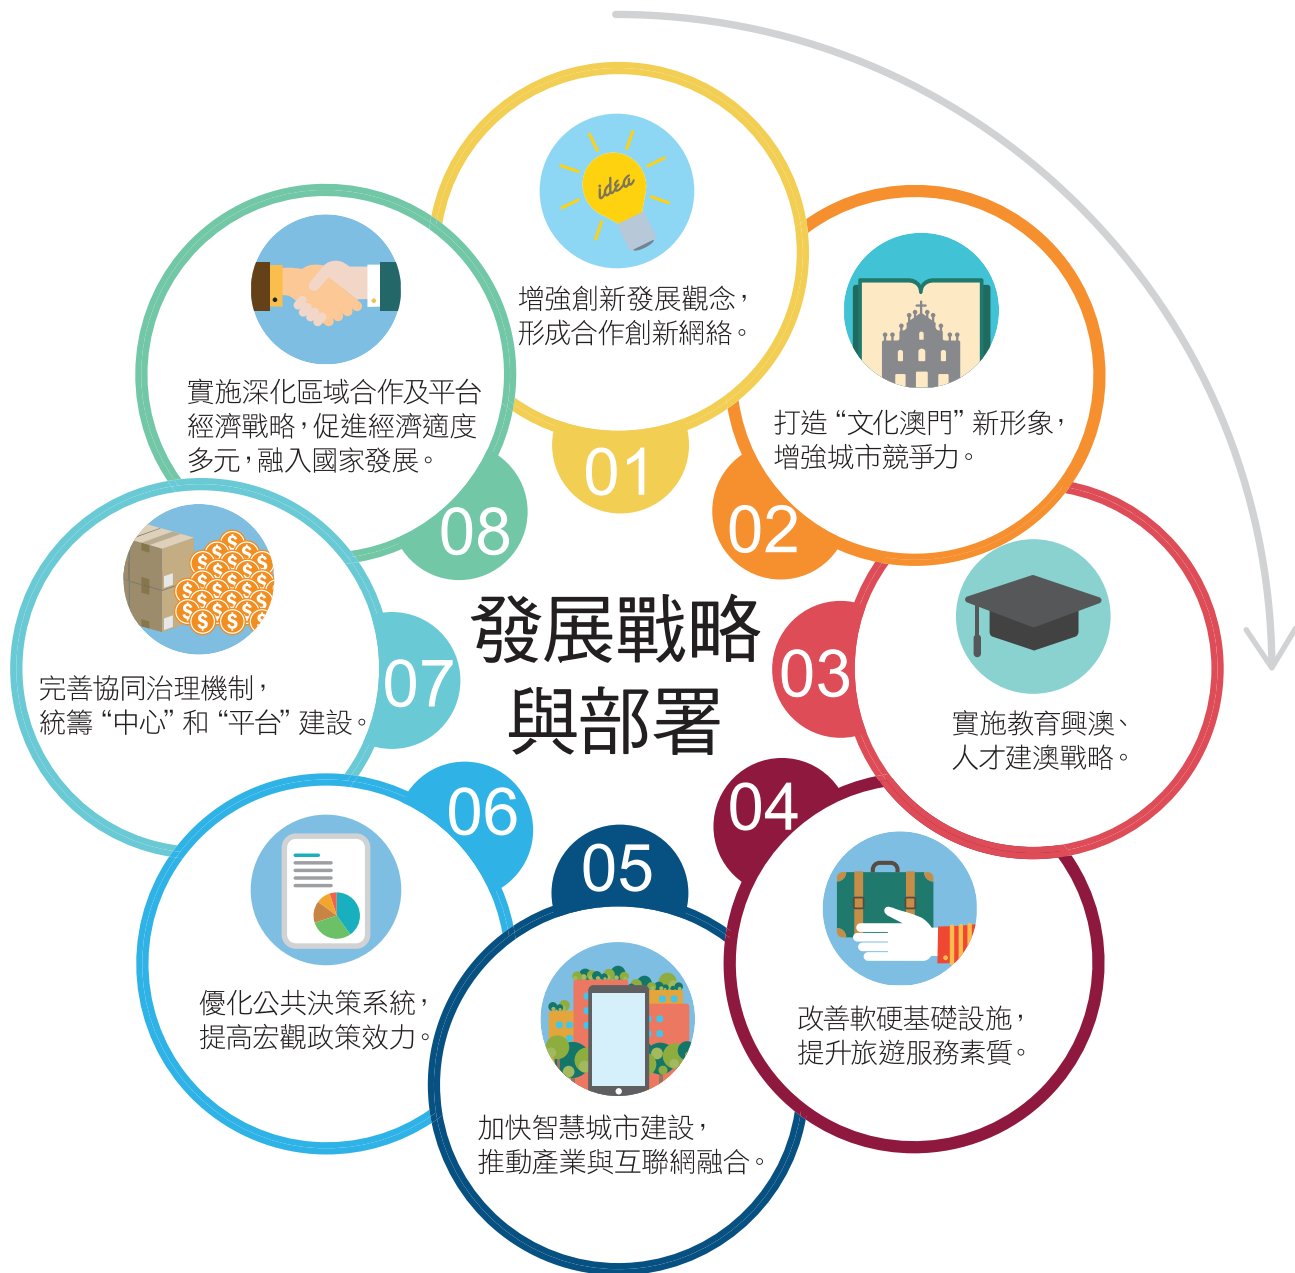 發展戰略
與部署
01
idea
增強創新發展觀念，
形成合作創新網絡。
02
打造“文化澳門”新形象，
增強城市競爭力。
03
實施教育興澳、
人才建澳戰略。
04
改善軟硬基礎設施，
提升旅遊服務素質。
05
加快智慧城市建設，
推動產業與互聯網融合。
06
優化公共決策系統，
提高宏觀政策效力。
07
完善協同治理機制，
統籌“中心”和“平台”建設。
08
實施深化區域合作及平台
經濟戰略，促進經濟適度
多元，融入國家發展。